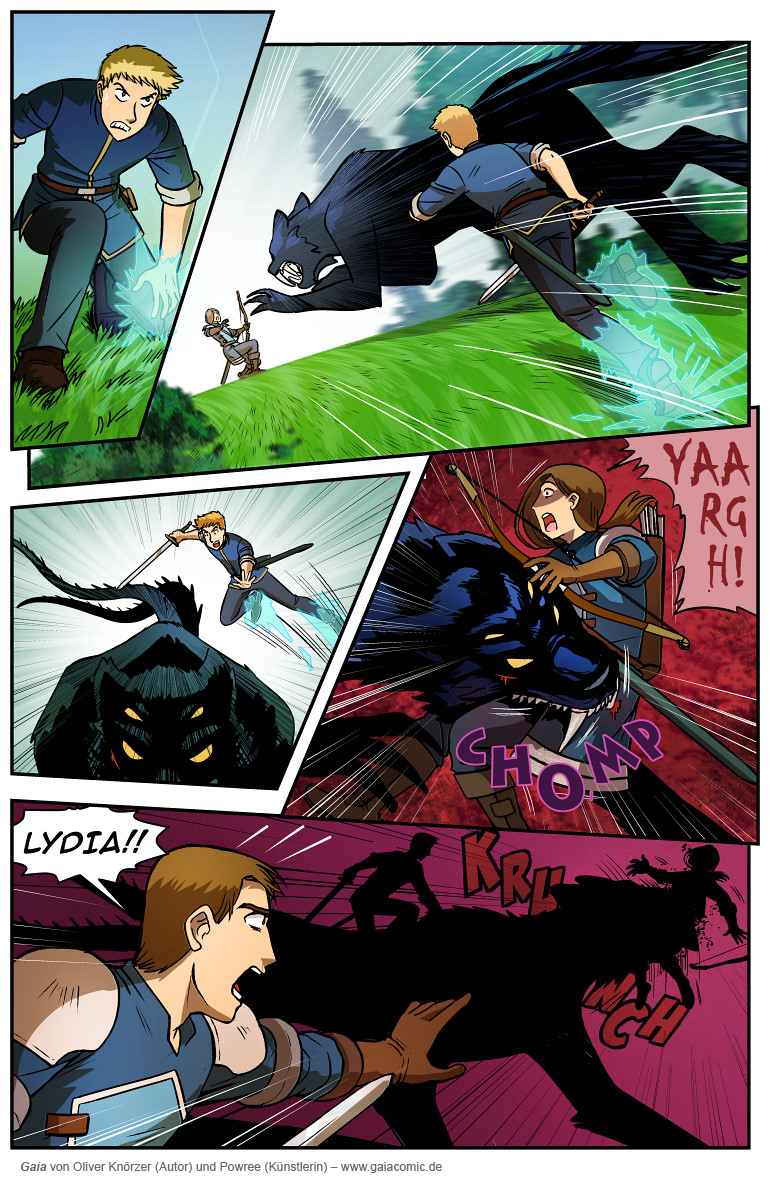 YAA
RG
H!
CHOMP
LYDIA!!
KRU
NCH
Gaia von Oliver Knörzer (Autor) und Powree (Künstlerin) – www.gaiacomic.de